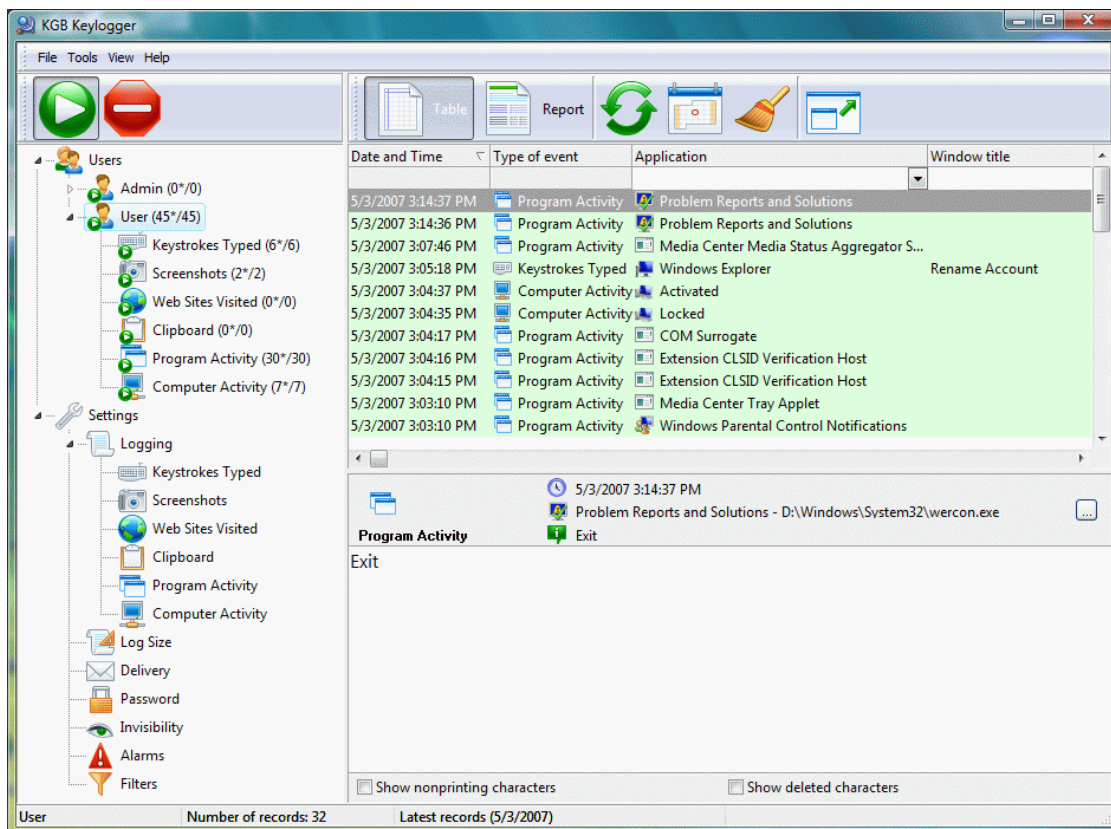 KGB Keylogger
File Tools View Help
Table
Report
Users
Admin (0*/0)
User (45*/45)
Keystrokes Typed (6*/6)
Screenshots (2*/2)
Web Sites Visited (0*/0)
Clipboard (0*/0)
Program Activity (30*/30)
Computer Activity (7*/7)
Settings
Logging
Keystrokes Typed
Screenshots
Web Sites Visited
Clipboard
Program Activity
Computer Activity
Log Size
Delivery
Password
Invisibility
Alarms
Filters
Date and Time Type of event Application Window title
5/3/2007 3:14:37 PM Program Activity Problem Reports and Solutions
5/3/2007 3:14:36 PM Program Activity Problem Reports and Solutions
5/3/2007 3:07:46 PM Program Activity Media Center Media Status Aggregator S...
5/3/2007 3:05:18 PM Keystrokes Typed Windows Explorer Rename Account
5/3/2007 3:04:37 PM Computer Activity Activated
5/3/2007 3:04:35 PM Computer Activity Locked
5/3/2007 3:04:17 PM Program Activity COM Surrogate
5/3/2007 3:04:16 PM Program Activity Extension CLSID Verification Host
5/3/2007 3:04:15 PM Program Activity Extension CLSID Verification Host
5/3/2007 3:03:10 PM Program Activity Media Center Tray Applet
5/3/2007 3:03:10 PM Program Activity Windows Parental Control Notifications
5/3/2007 3:14:37 PM
Problem Reports and Solutions - D:\Windows\System32\wercon.exe
...
Program Activity Exit
Exit
Show nonprinting characters Show deleted characters
User Number of records: 32 Latest records (5/3/2007)